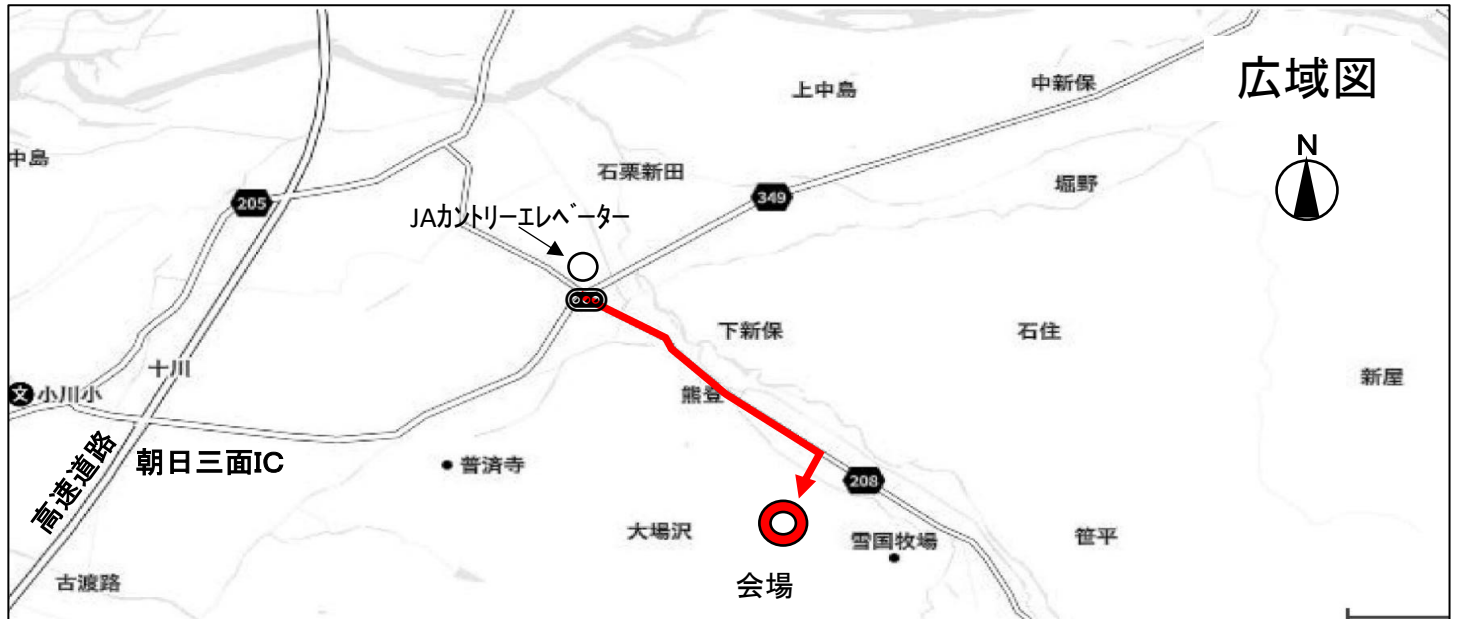 広域図
N
上中島
中新保
中島
石栗新田
堀野
205
349
JAカントリーエレベーター
下新保
石住
十川
新屋
小川小
文
熊登
高速道路
朝日三面IC
普済寺
208
大場沢
雪国牧場
笹平
古渡路
会場